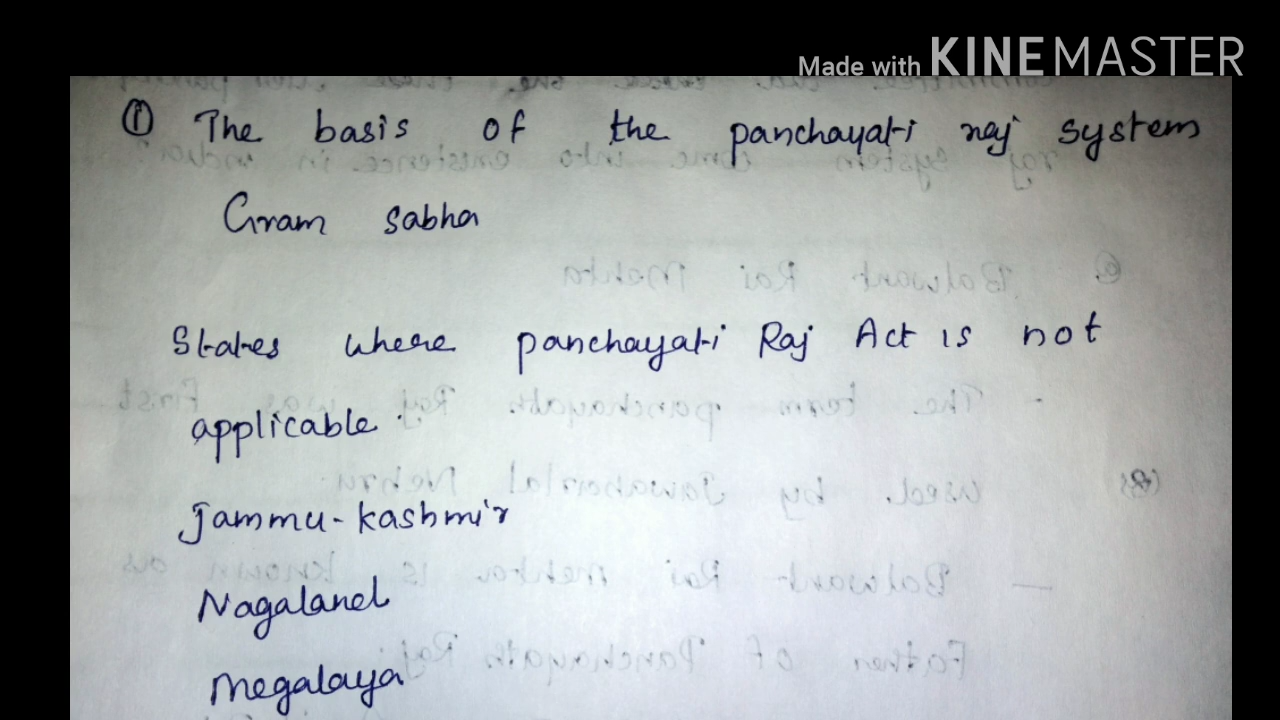 Made with KINEMASTER
① The basis of the panchayati raj system
Gram sabha
States where panchayati Raj Act is not
applicable :
Jammu-kashmir
Nagaland
Megalaya